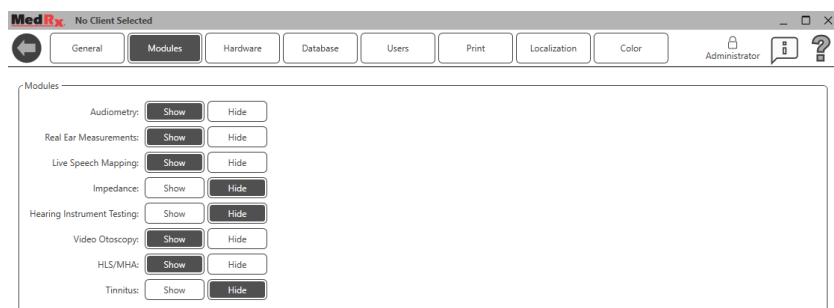 MedRx No Client Selected
General Modules Hardware Database Users Print Localization Color Administrator
Modules
Audiometry: Show Hide
Real Ear Measurements: Show Hide
Live Speech Mapping: Show Hide
Impedance: Show Hide
Hearing Instrument Testing: Show Hide
Video Otoscopy: Show Hide
HLS/MHA: Show Hide
Tinnitus: Show Hide